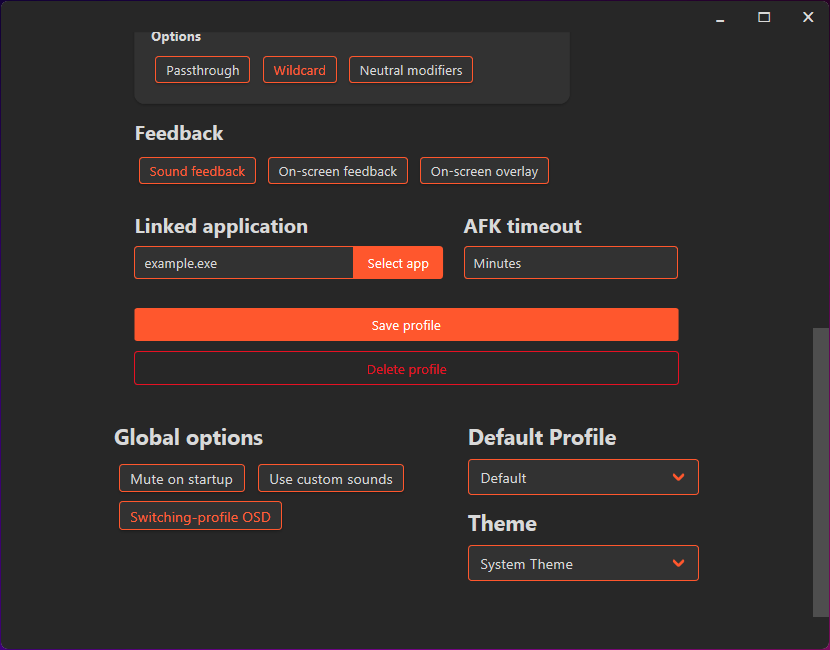 Options
Passthrough Wildcard Neutral modifiers
Feedback
Sound feedback On-screen feedback On-screen overlay
Linked application
example.exe Select app
AFK timeout
Minutes
Save profile
Delete profile
Global options
Mute on startup Use custom sounds
Switching-profile OSD
Default Profile
Default
Theme
System Theme